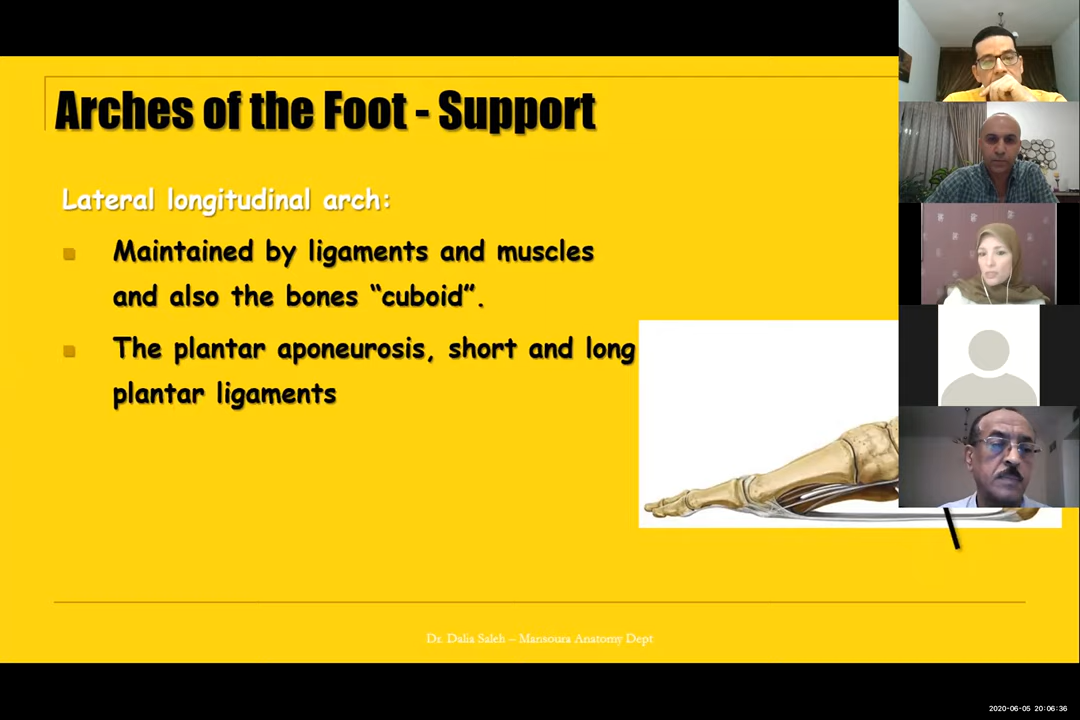 Arches of the Foot - Support
Lateral longitudinal arch:
Maintained by ligaments and muscles
and also the bones “cuboid”.
The plantar aponeurosis, short and long
plantar ligaments
Dr. Dalia Saleh – Mansoura Anatomy Dept.
2020-06-05 20:06:36